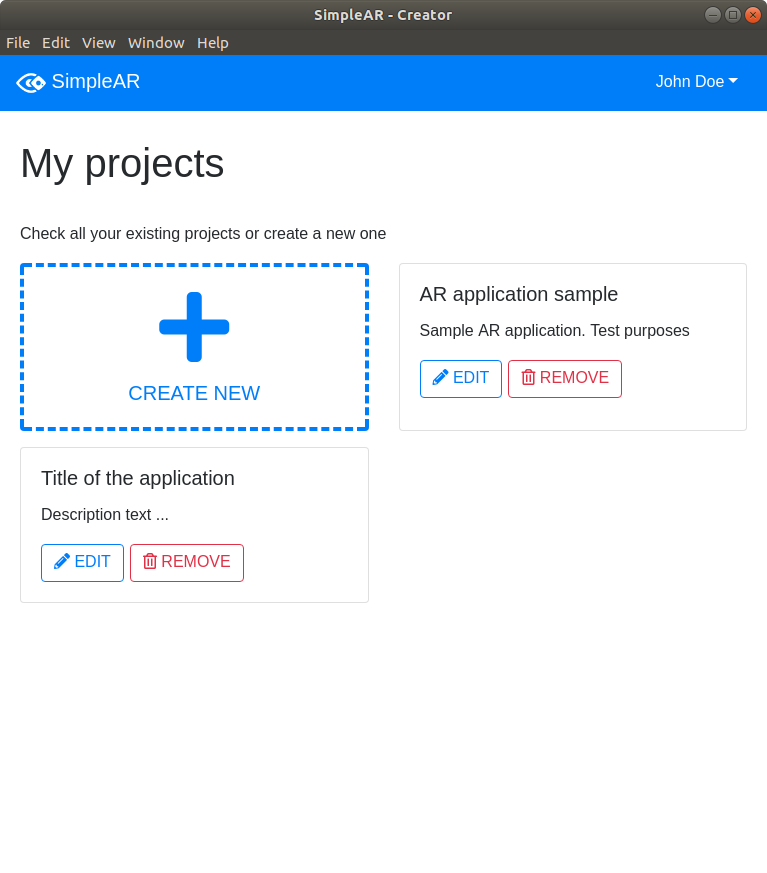 SimpleAR - Creator
File Edit View Window Help
SimpleAR
John Doe
My projects
Check all your existing projects or create a new one
CREATE NEW
AR application sample
Sample AR application. Test purposes
EDIT REMOVE
Title of the application
Description text ...
EDIT REMOVE